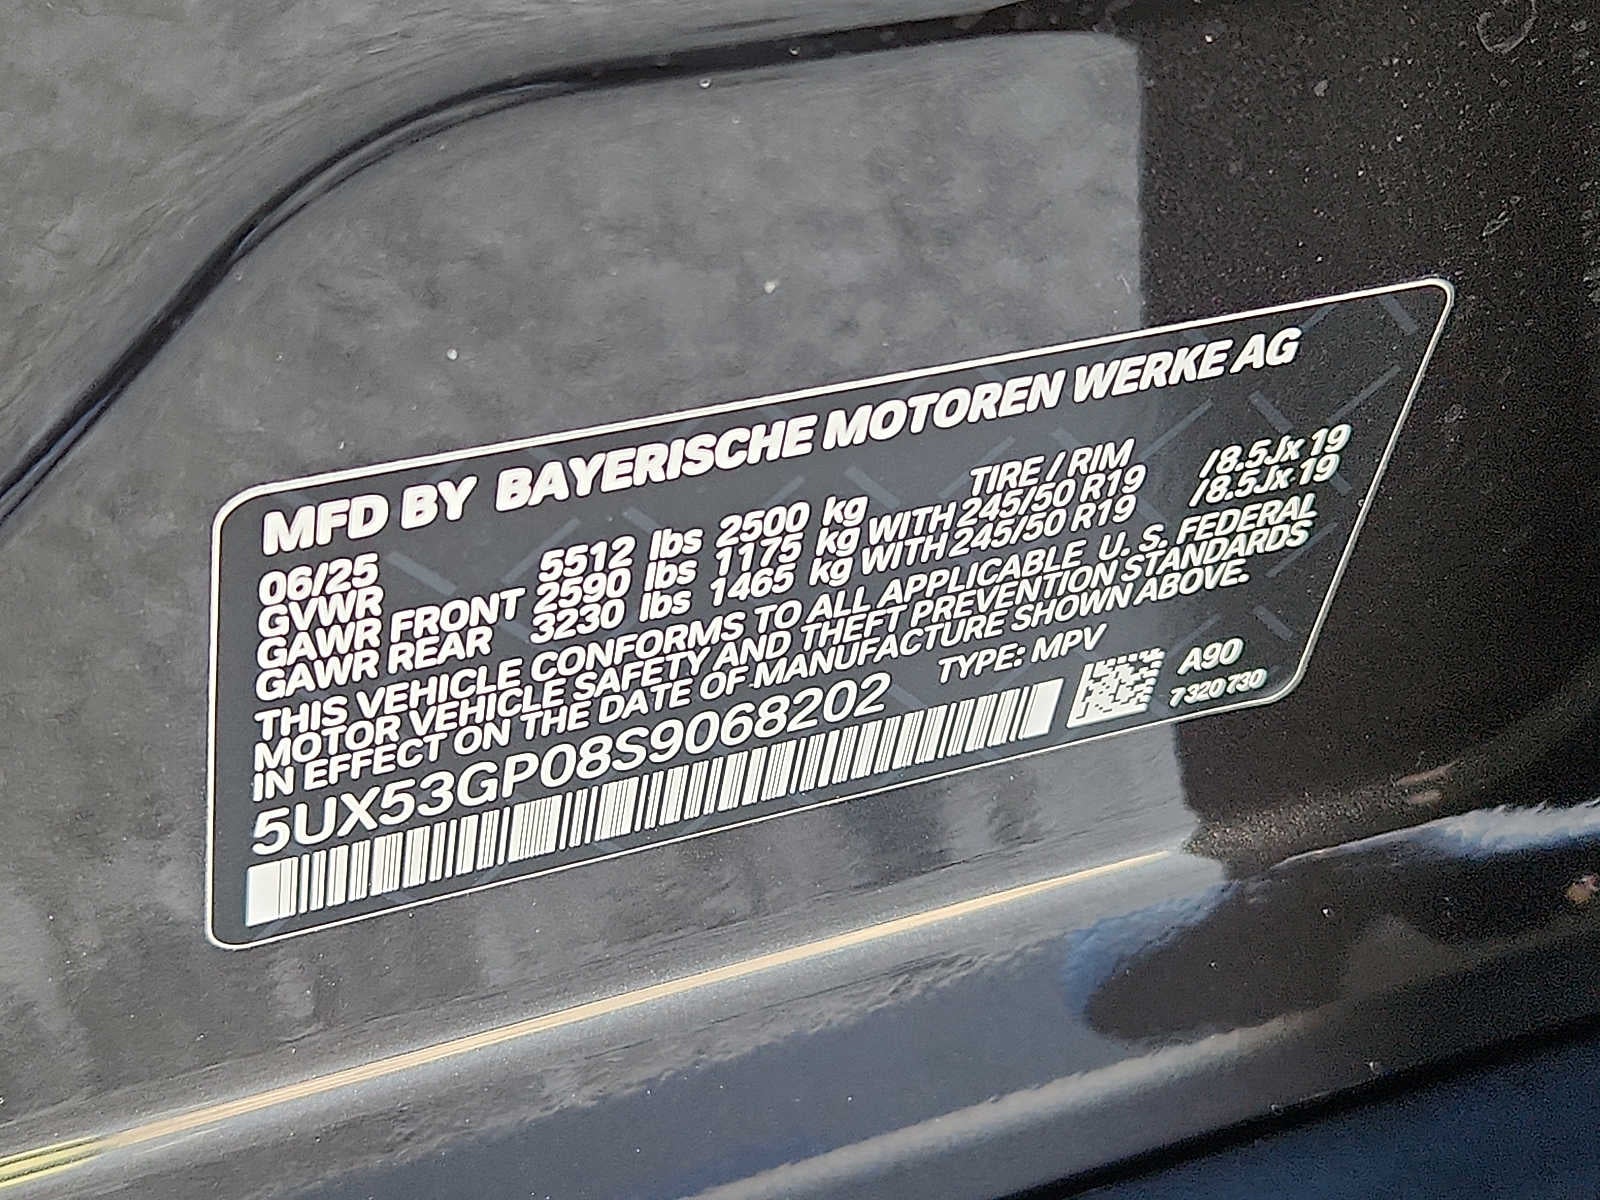 MFD BY BAYERISCHE MOTOREN WERKE AG
06/25 TIRE / RIM
GVWR 5512 lbs 2500 kg
GAWR FRONT 2590 lbs 1175 kg WITH 245/50 R19 /8.5Jx 19
GAWR REAR 3230 lbs 1465 kg WITH 245/50 R19 /8.5Jx 19
THIS VEHICLE CONFORMS TO ALL APPLICABLE U. S. FEDERAL
MOTOR VEHICLE SAFETY AND THEFT PREVENTION STANDARDS
IN EFFECT ON THE DATE OF MANUFACTURE SHOWN ABOVE.
5UX53GP08S9068202 TYPE: MPV
A90
7 320 730